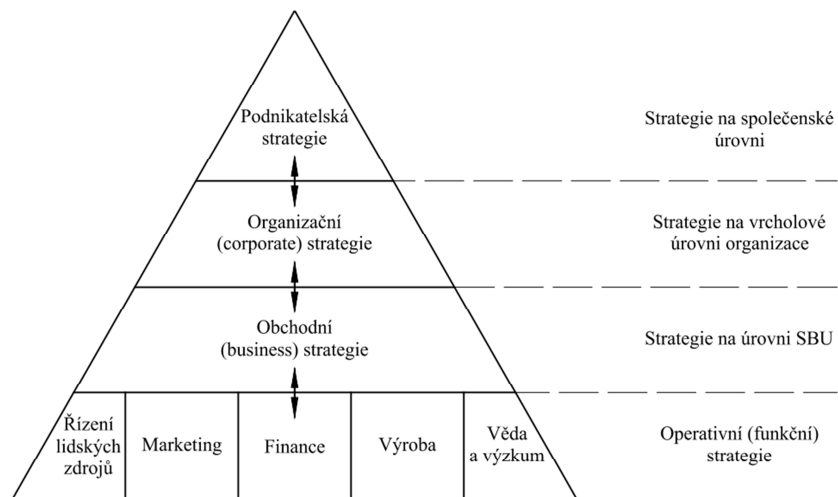 Podnikatelská
strategie
Strategie na společenské
úrovni
Organizační
(corporate) strategie
Strategie na vrcholové
úrovni organizace
Obchodní
(business) strategie
Strategie na úrovni SBU
Řízení
lidských
zdrojů
Marketing
Finance
Výroba
Věda
a výzkum
Operativní (funkční)
strategie